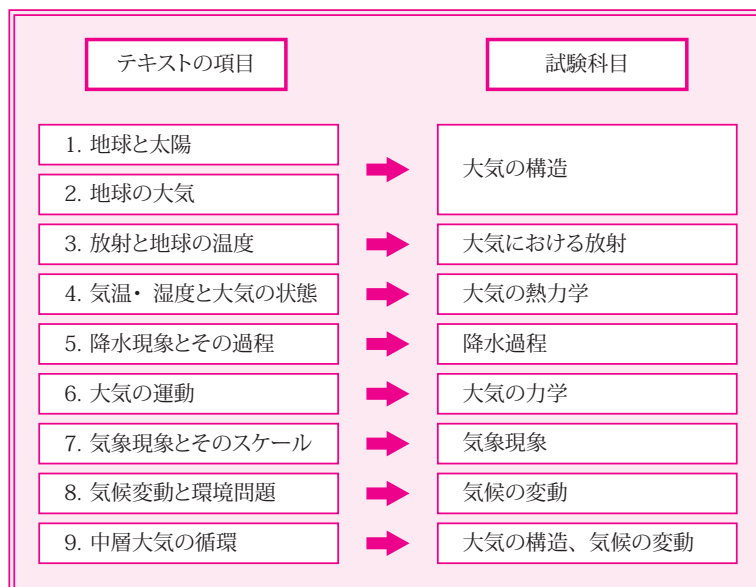 テキストの項目
試験科目
1. 地球と太陽
2. 地球の大気
大気の構造
3. 放射と地球の温度
大気における放射
4. 気温・ 湿度と大気の状態
大気の熱力学
5. 降水現象とその過程
降水過程
6. 大気の運動
大気の力学
7. 気象現象とそのスケール
気象現象
8. 気候変動と環境問題
気候の変動
9. 中層大気の循環
大気の構造、気候の変動